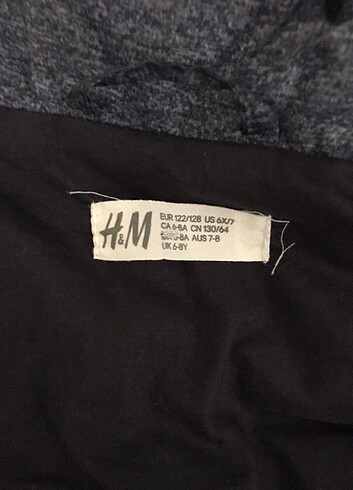 H&M
EUR 122/128 US 6X/7
CA 6-8A CN 130/64
6-8A AUS 7-8
UK 6-8Y